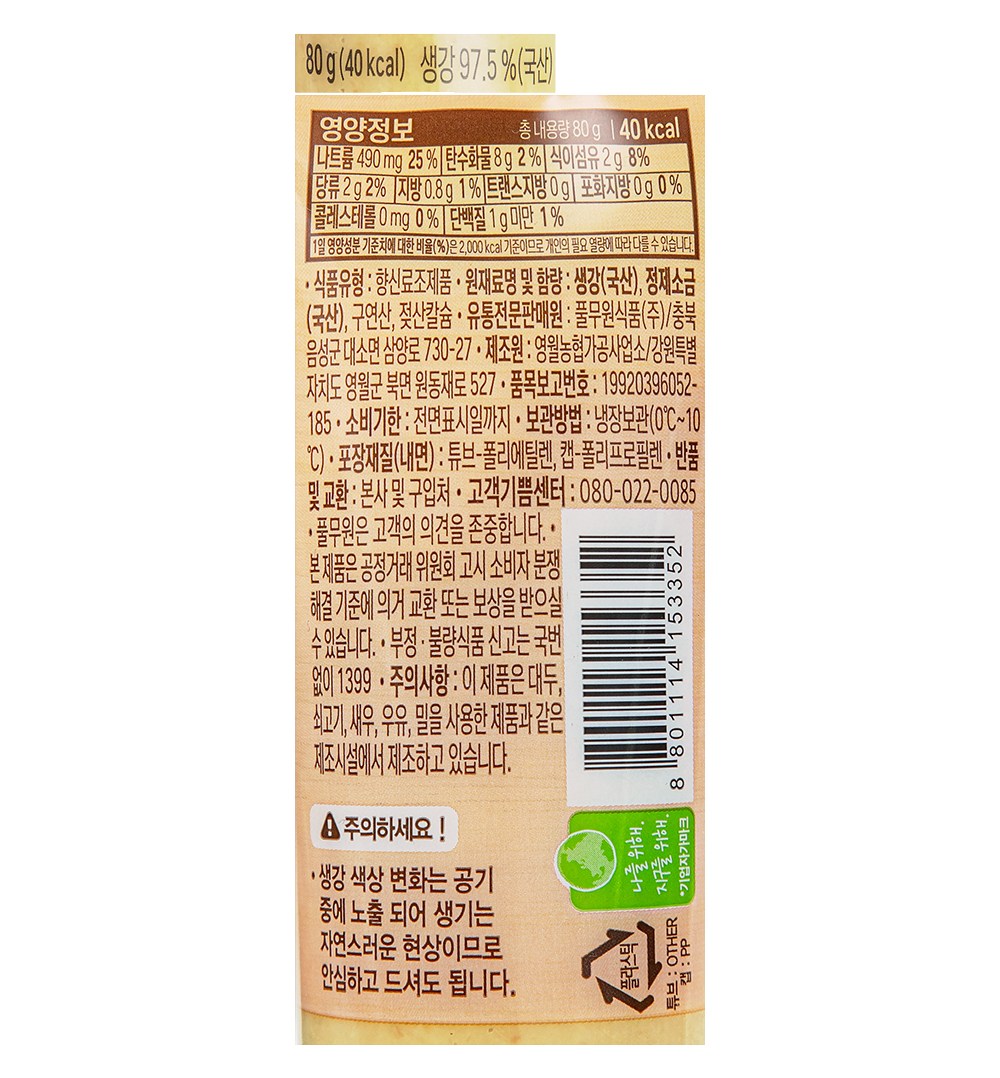 80 g (40 kcal) 생강 97.5 %(국산)
영양정보 총 내용량 80 g | 40 kcal
나트륨 490 mg 25 % 탄수화물 8 g 2 % 식이섬유 2 g 8%
당류 2 g 2% 지방 0.8 g 1 % 트랜스지방 0 g 포화지방 0 g 0 %
콜레스테롤 0 mg 0 % 단백질 1 g 미만 1 %
1일 영양성분 기준치에 대한 비율(%)은 2,000 kcal 기준이므로 개인의 필요 열량에 따라 다를 수 있습니다.
• 식품유형 : 향신료조제품 • 원재료명 및 함량 : 생강(국산), 정제소금
(국산), 구연산, 젖산칼슘 • 유통전문판매원 : 풀무원식품(주)/충북
음성군 대소면 삼양로 730-27 • 제조원 : 영월농협가공사업소/강원특별
자치도 영월군 북면 원동재로 527 • 품목보고번호 : 19920396052-
185 • 소비기한 : 전면표시일까지 • 보관방법 : 냉장보관(0℃~10
℃) • 포장재질(내면) : 튜브-폴리에틸렌, 캡-폴리프로필렌 • 반품
및 교환 : 본사 및 구입처 • 고객기쁨센터 : 080-022-0085
• 풀무원은 고객의 의견을 존중합니다. •
본 제품은 공정거래 위원회 고시 소비자 분쟁
해결 기준에 의거 교환 또는 보상을 받으실
수 있습니다. • 부정 · 불량식품 신고는 국번
없이 1399 • 주의사항 : 이 제품은 대두,
쇠고기, 새우, 우유, 밀을 사용한 제품과 같은
제조시설에서 제조하고 있습니다.
8 801114 153352
주의하세요 !
• 생강 색상 변화는 공기
중에 노출 되어 생기는
자연스러운 현상이므로
안심하고 드셔도 됩니다.
나를 위해,
지구를 위해,
*기업자가마크
플라스틱
튜브 : OTHER
캡 : PP